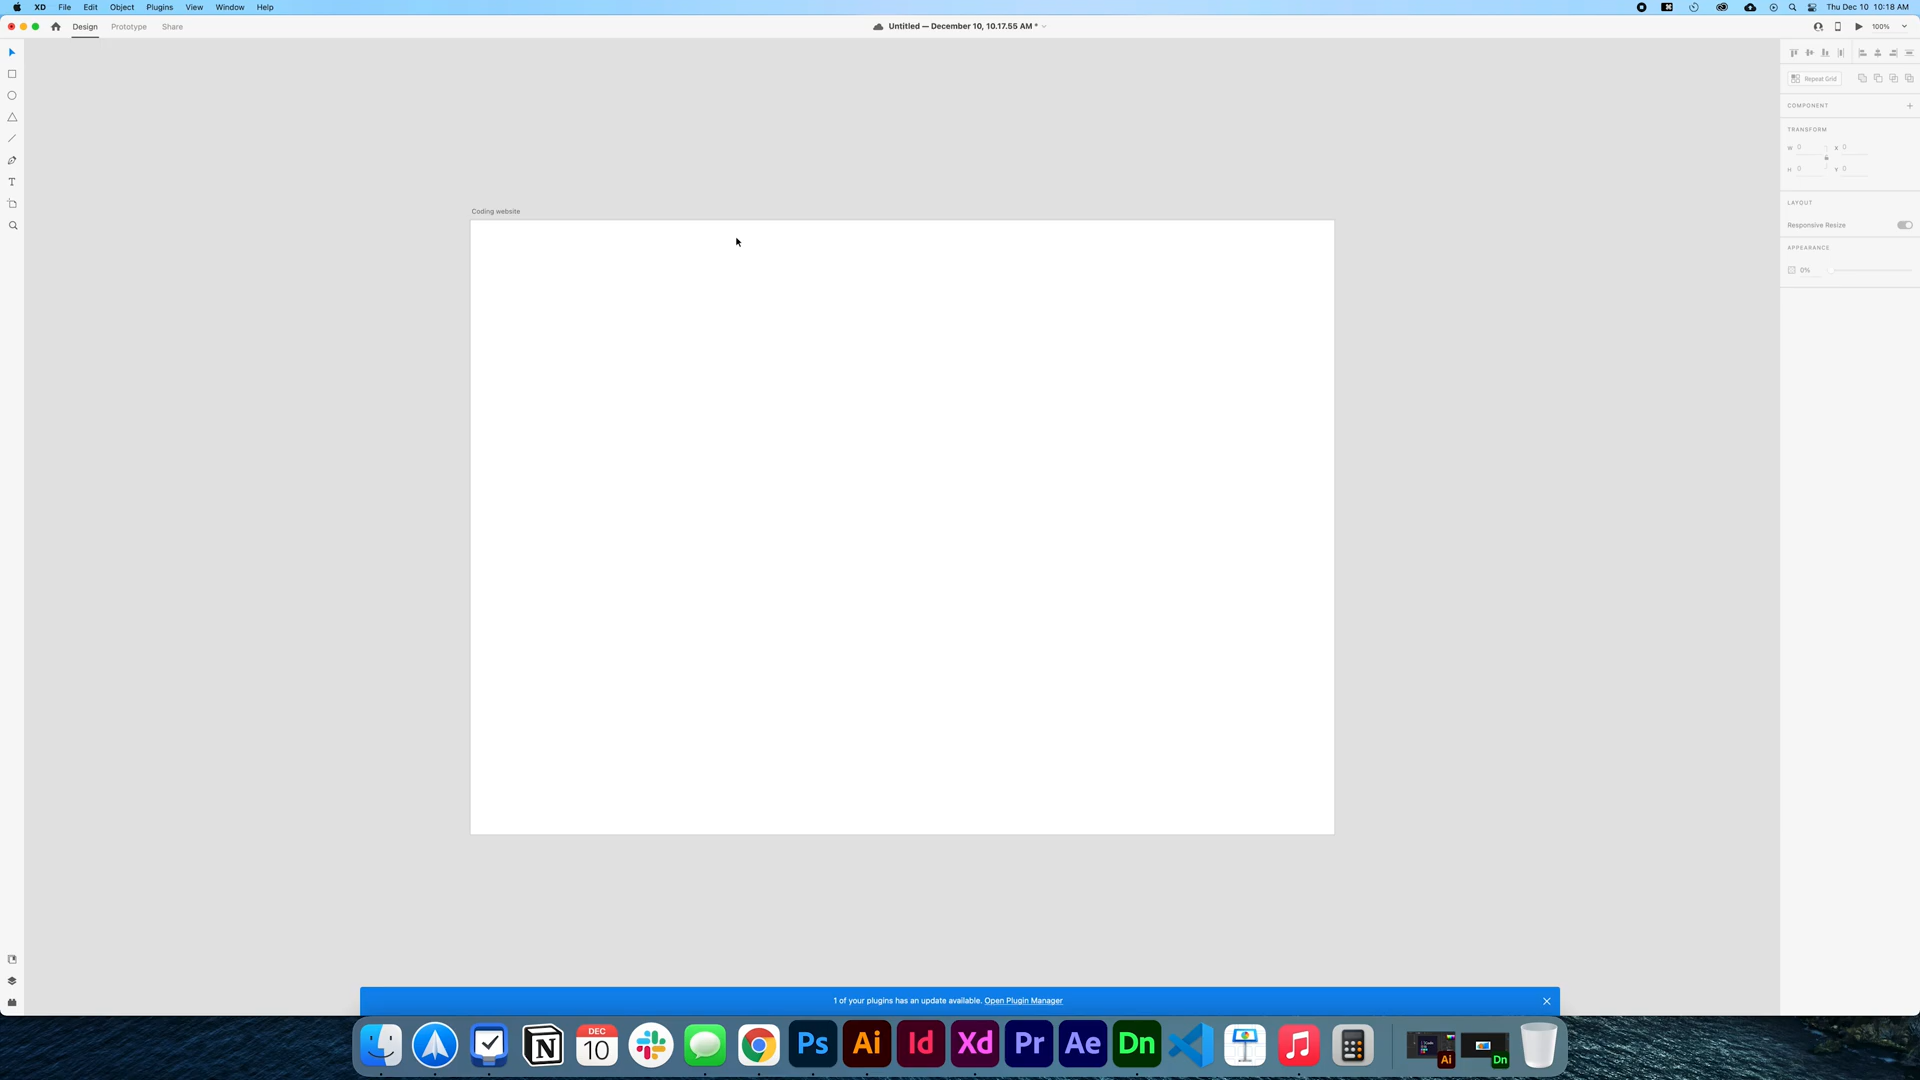 XD File Edit Object Plugins View Window Help
Thu Dec 10 10:18 AM
Design Prototype Share
Untitled — December 10, 10.17.55 AM *
100%
Repeat Grid
COMPONENT
TRANSFORM
W 0 X 0
H 0 Y 0
LAYOUT
Responsive Resize
APPEARANCE
0%
T
Coding website
1 of your plugins has an update available. Open Plugin Manager
DEC
10
Ps
Ai
Id
Xd
Pr
Ae
Dn
Ai
Dn